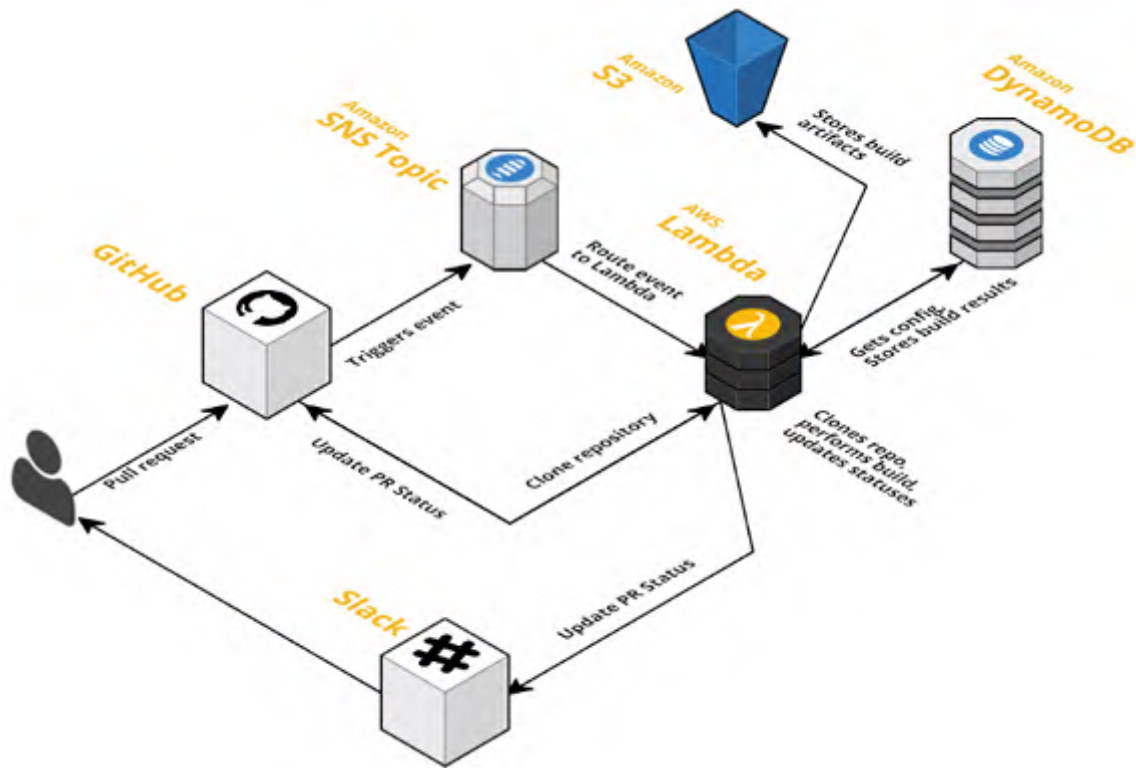 Amazon
S3
Amazon
DynamoDB
Stores build
artifacts
Amazon
SNS Topic
AWS
Lambda
Route event
to Lambda
GitHub
Triggers event
Gets config,
Stores build results
Pull request
Update PR Status
Clone repository
Clones repo,
performs build,
updates statuses
Slack
Update PR Status